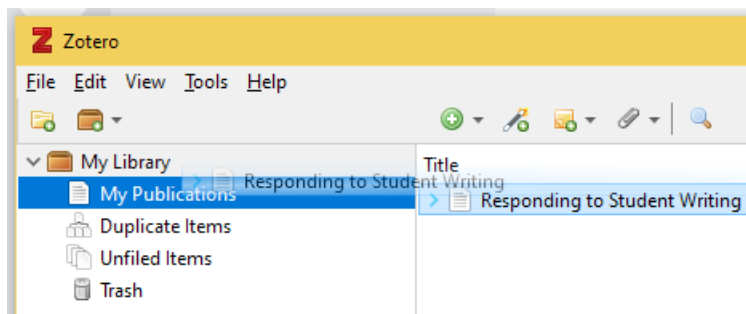 Zotero
File Edit View Tools Help
My Library
Title
Responding to Student Writing
My Publications
Responding to Student Writing
Duplicate Items
Unfiled Items
Trash